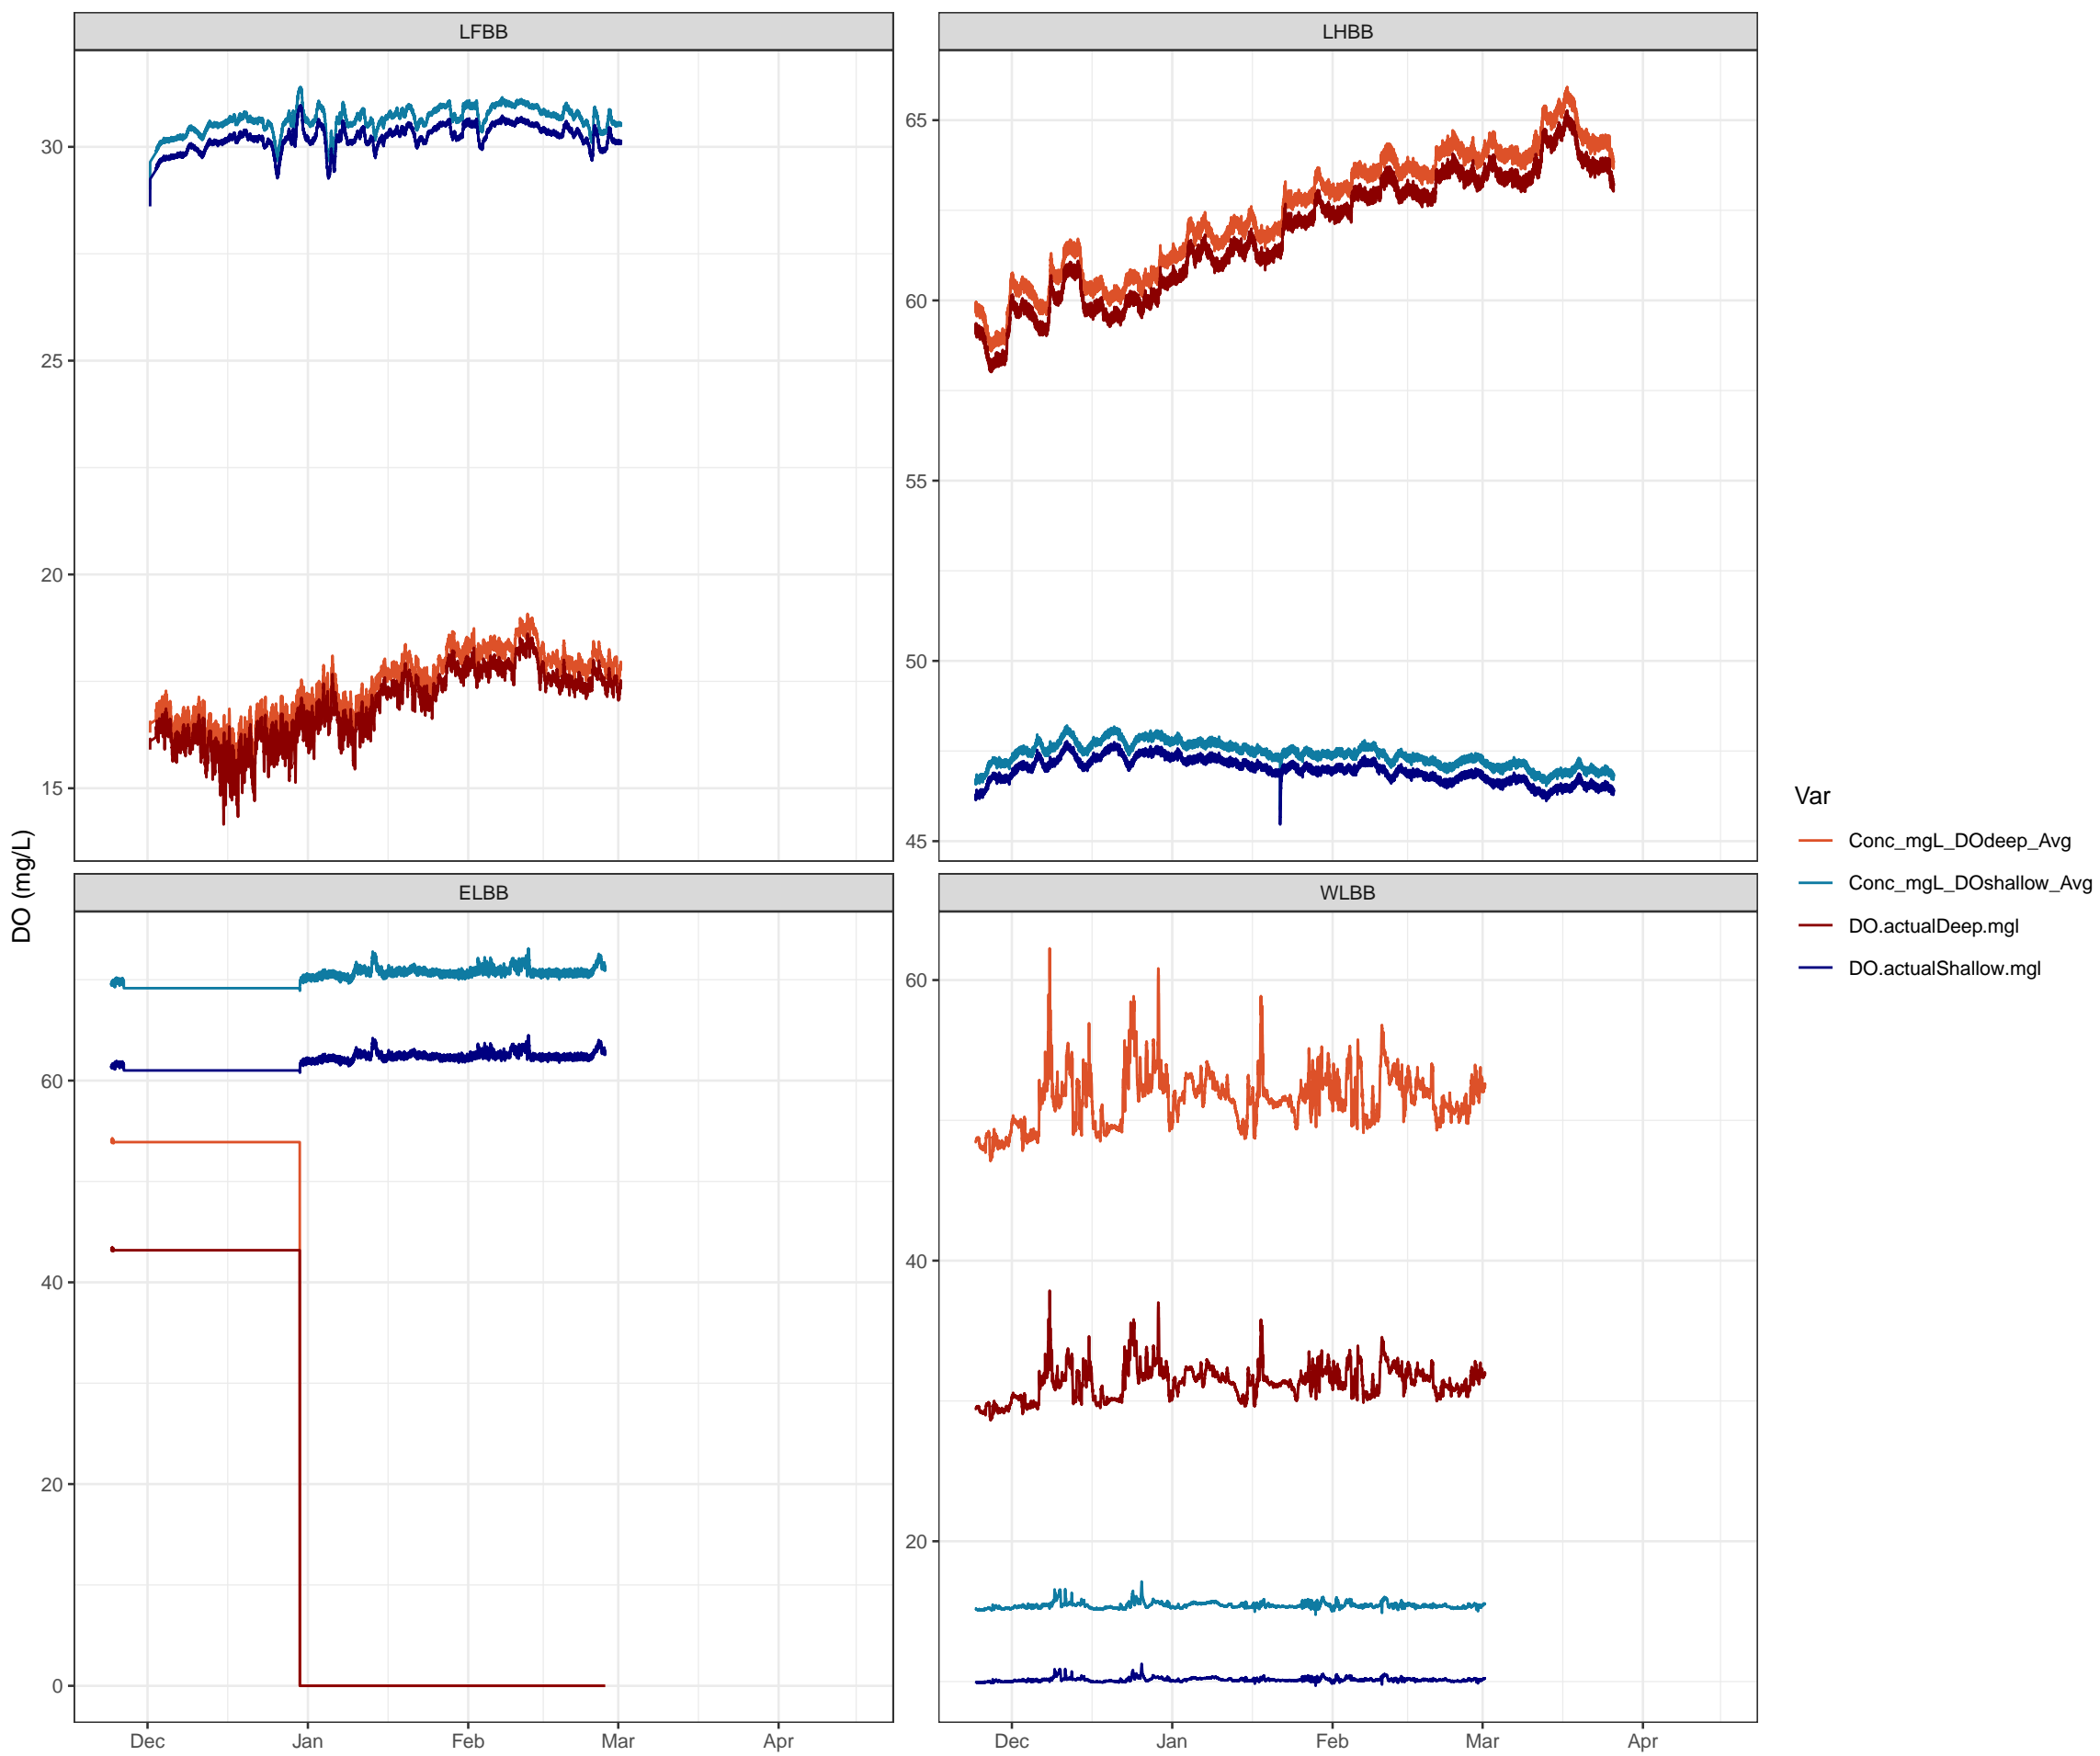 LFBB
LHBB
30
25
20
15
65
60
55
50
45
DO (mg/L)
ELBB
WLBB
60
40
20
0
60
40
20
Dec
Jan
Feb
Mar
Apr
Dec
Jan
Feb
Mar
Apr
Var
Conc_mgL_DOdeep_Avg
Conc_mgL_DOshallow_Avg
DO.actualDeep.mgl
DO.actualShallow.mgl